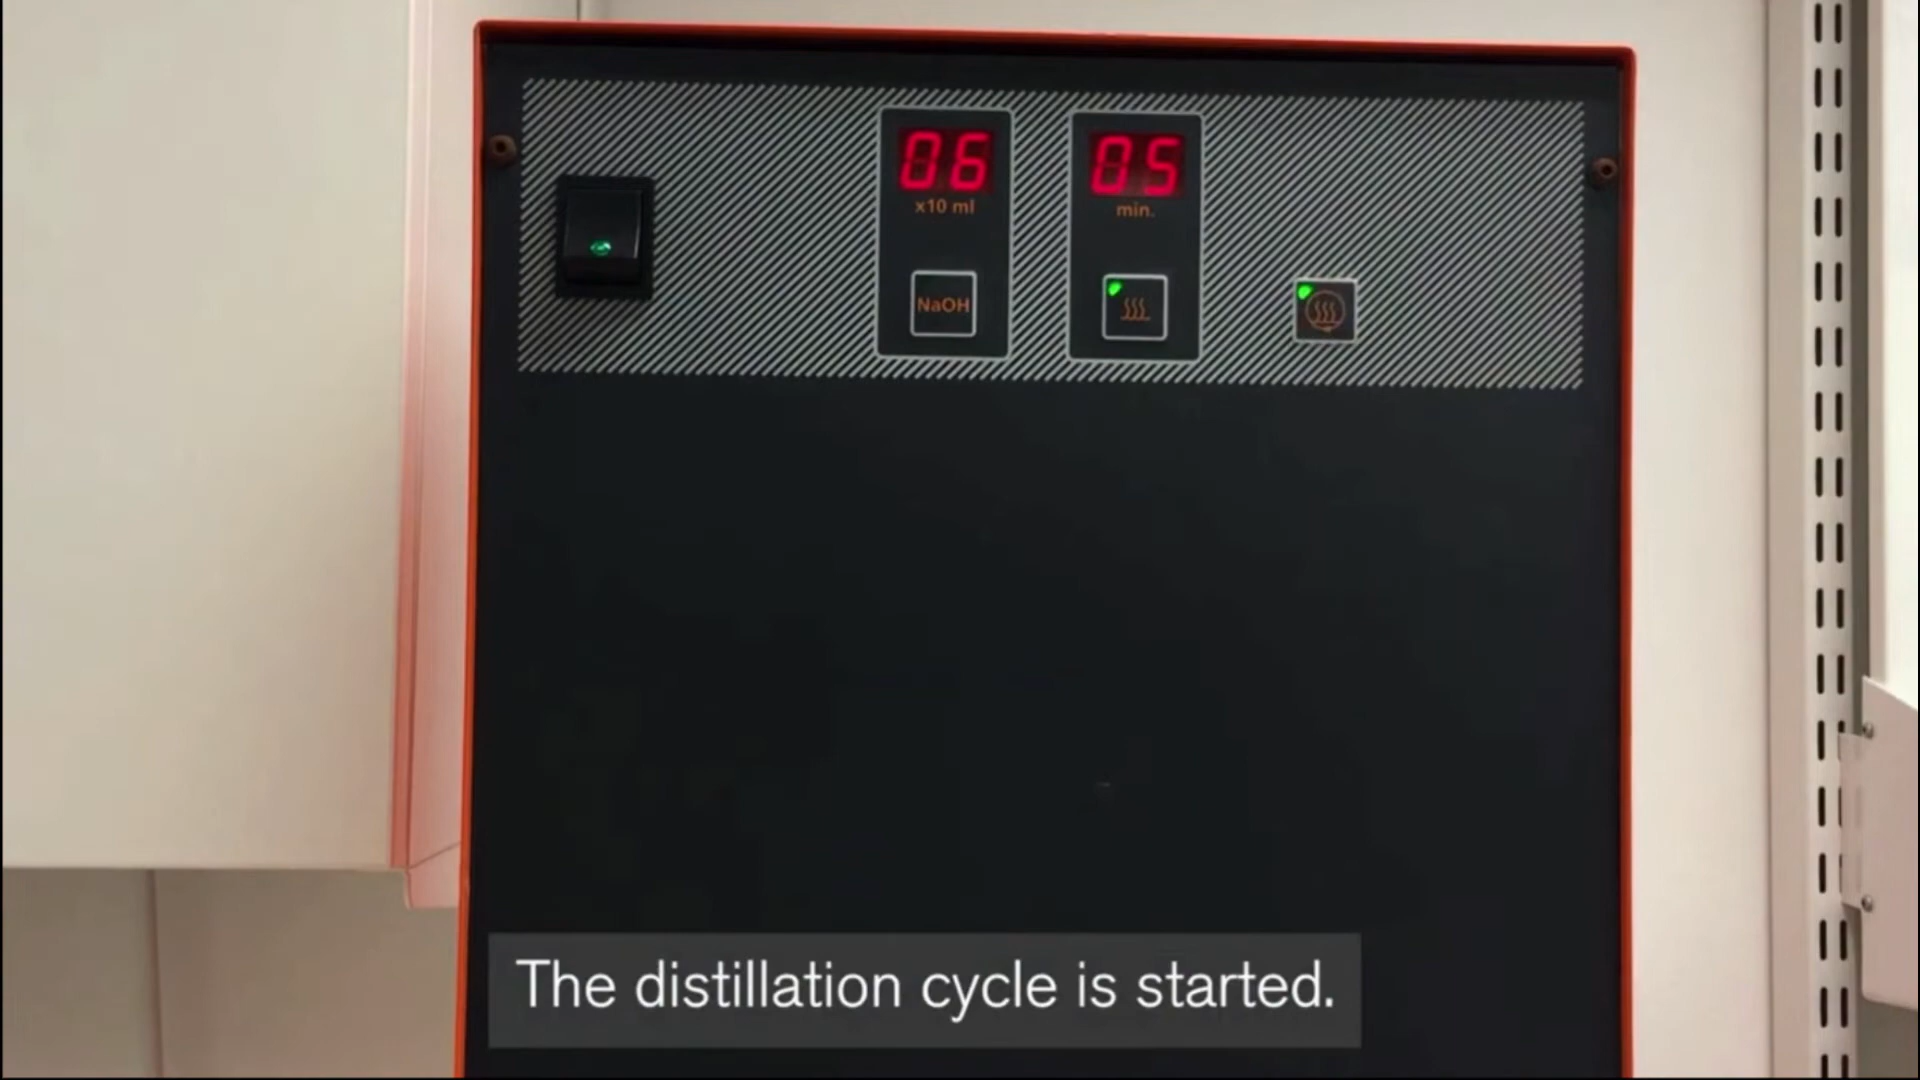 06
05
x10 ml
min.
NaOH
The distillation cycle is started.